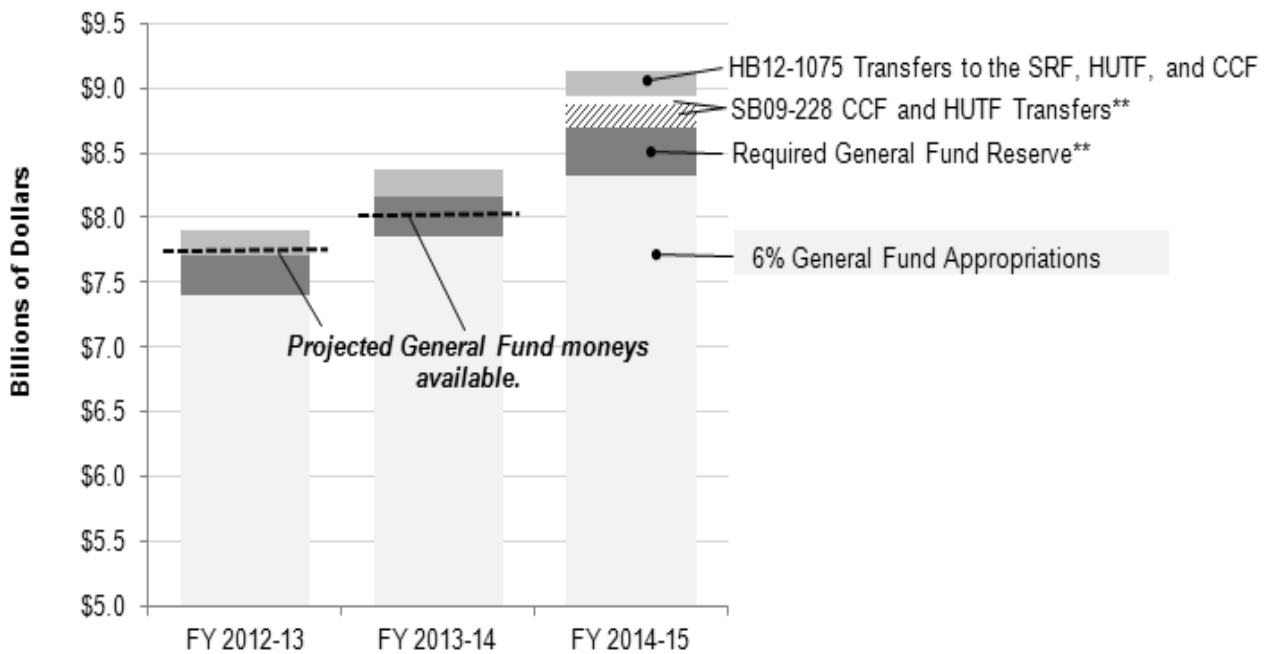 $9.5
$9.0
$8.5
$8.0
$7.5
$7.0
$6.5
$6.0
$5.5
$5.0
Billions of Dollars
HB12-1075 Transfers to the SRF, HUTF, and CCF
SB09-228 CCF and HUTF Transfers**
Required General Fund Reserve**
6% General Fund Appropriations
Projected General Fund moneys
available.
FY 2012-13
FY 2013-14
FY 2014-15